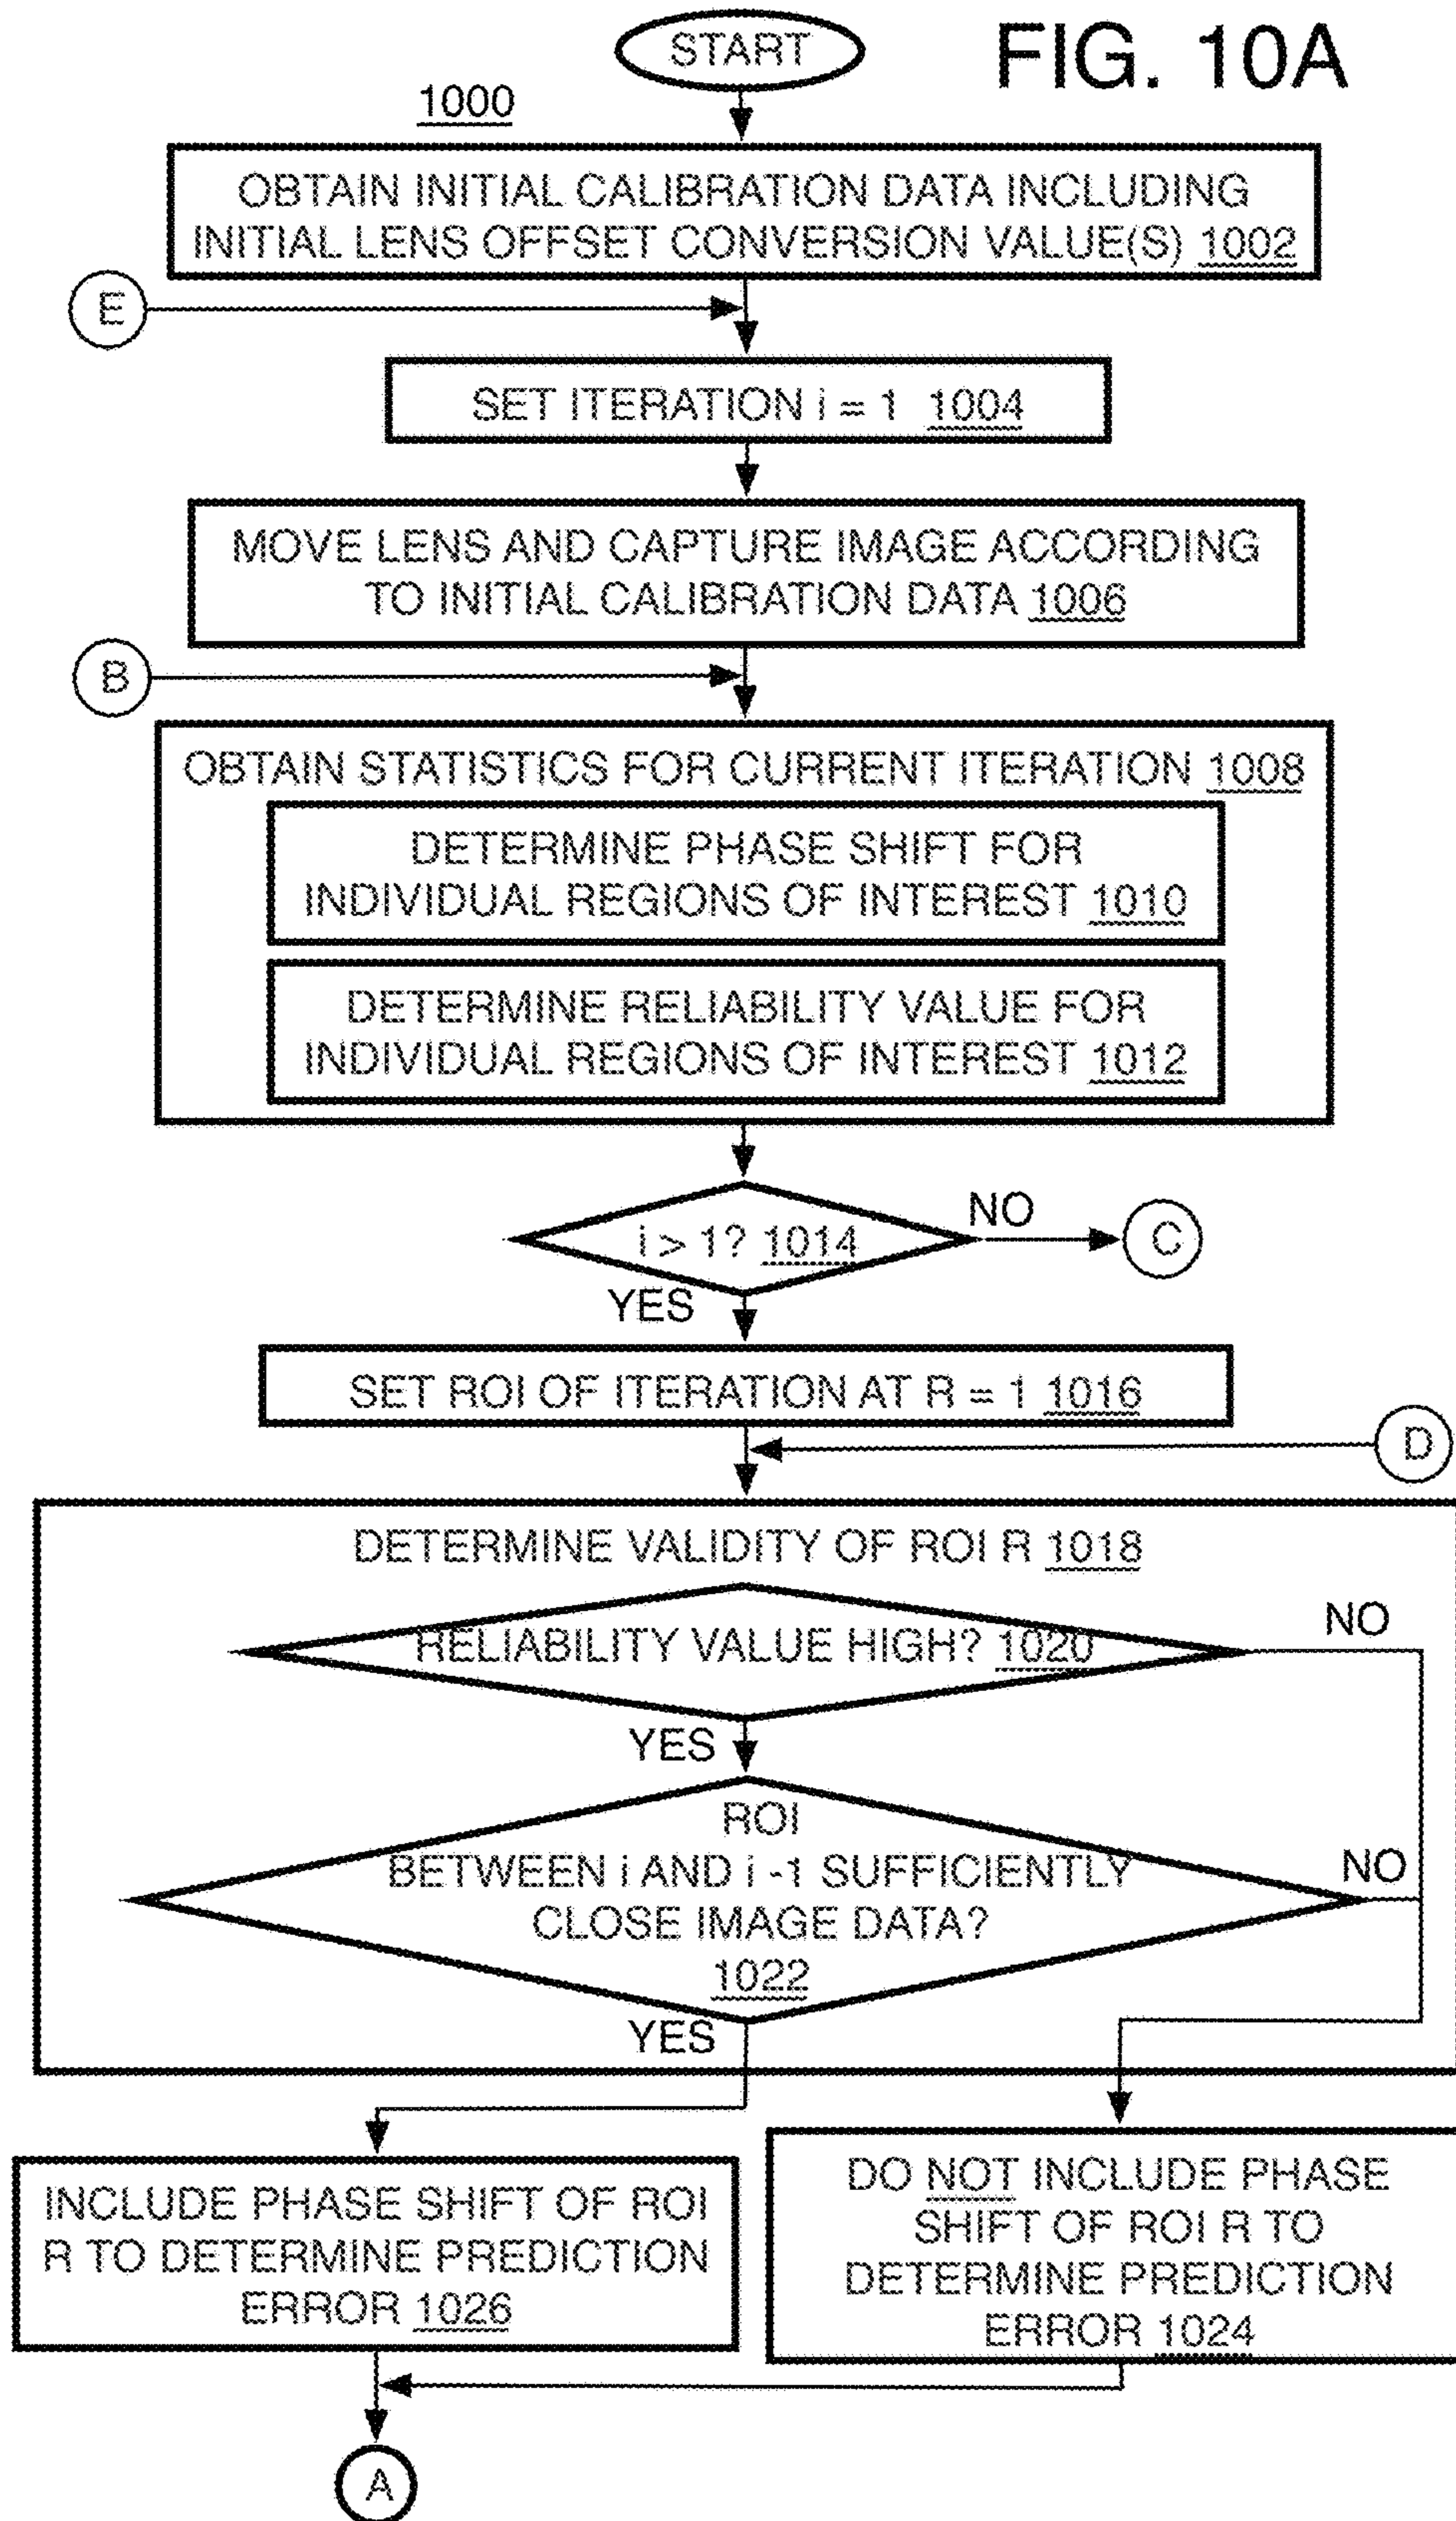 START
FIG. 10A
1000
OBTAIN INITIAL CALIBRATION DATA INCLUDING
INITIAL LENS OFFSET CONVERSION VALUE(S) 1002
E
SET ITERATION i = 1 1004
MOVE LENS AND CAPTURE IMAGE ACCORDING
TO INITIAL CALIBRATION DATA 1006
B
OBTAIN STATISTICS FOR CURRENT ITERATION 1008
DETERMINE PHASE SHIFT FOR
INDIVIDUAL REGIONS OF INTEREST 1010
DETERMINE RELIABILITY VALUE FOR
INDIVIDUAL REGIONS OF INTEREST 1012
i > 1? 1014
NO
C
YES
SET ROI OF ITERATION AT R = 1 1016
D
DETERMINE VALIDITY OF ROI R 1018
RELIABILITY VALUE HIGH? 1020
NO
YES
ROI
BETWEEN i AND i -1 SUFFICIENTLY
CLOSE IMAGE DATA?
1022
NO
YES
INCLUDE PHASE SHIFT OF ROI
R TO DETERMINE PREDICTION
ERROR 1026
DO NOT INCLUDE PHASE
SHIFT OF ROI R TO
DETERMINE PREDICTION
ERROR 1024
A